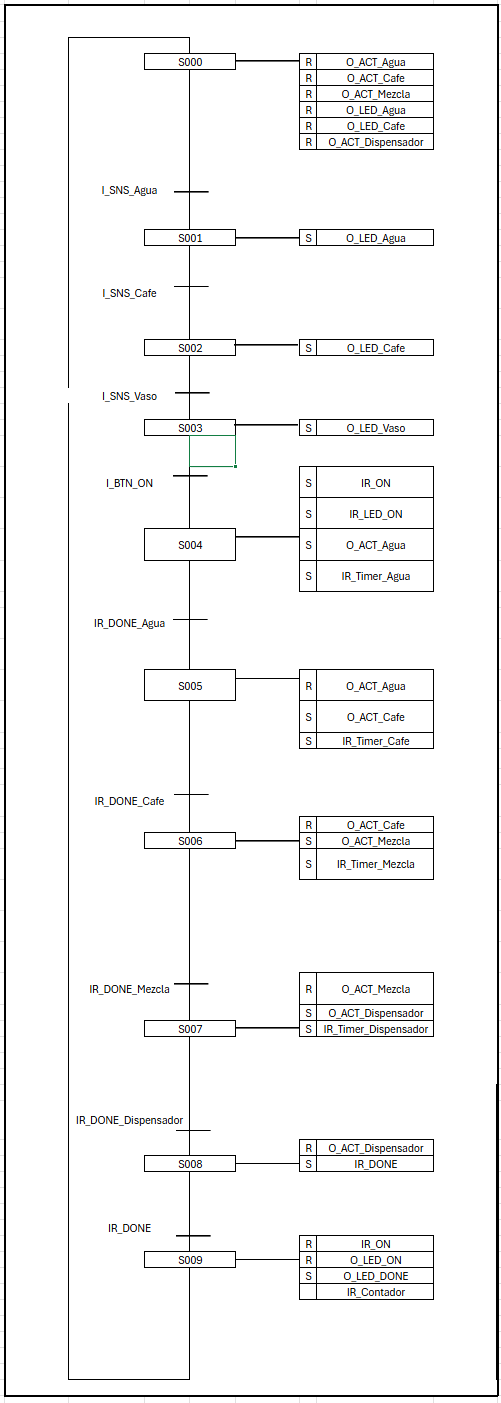 S000 R O_ACT_Agua
R O_ACT_Cafe
R O_ACT_Mezcla
R O_LED_Agua
R O_LED_Cafe
R O_ACT_Dispensador
I_SNS_Agua
S001 S O_LED_Agua
I_SNS_Cafe
S002 S O_LED_Cafe
I_SNS_Vaso
S003 S O_LED_Vaso
I_BTN_ON
S IR_ON
S IR_LED_ON
S004 S O_ACT_Agua
S IR_Timer_Agua
IR_DONE_Agua
S005 R O_ACT_Agua
S O_ACT_Cafe
S IR_Timer_Cafe
IR_DONE_Cafe
R O_ACT_Cafe
S006 S O_ACT_Mezcla
S IR_Timer_Mezcla
IR_DONE_Mezcla
R O_ACT_Mezcla
S O_ACT_Dispensador
S007 S IR_Timer_Dispensador
IR_DONE_Dispensador
R O_ACT_Dispensador
S008 S IR_DONE
IR_DONE
R IR_ON
S009 R O_LED_ON
S O_LED_DONE
IR_Contador